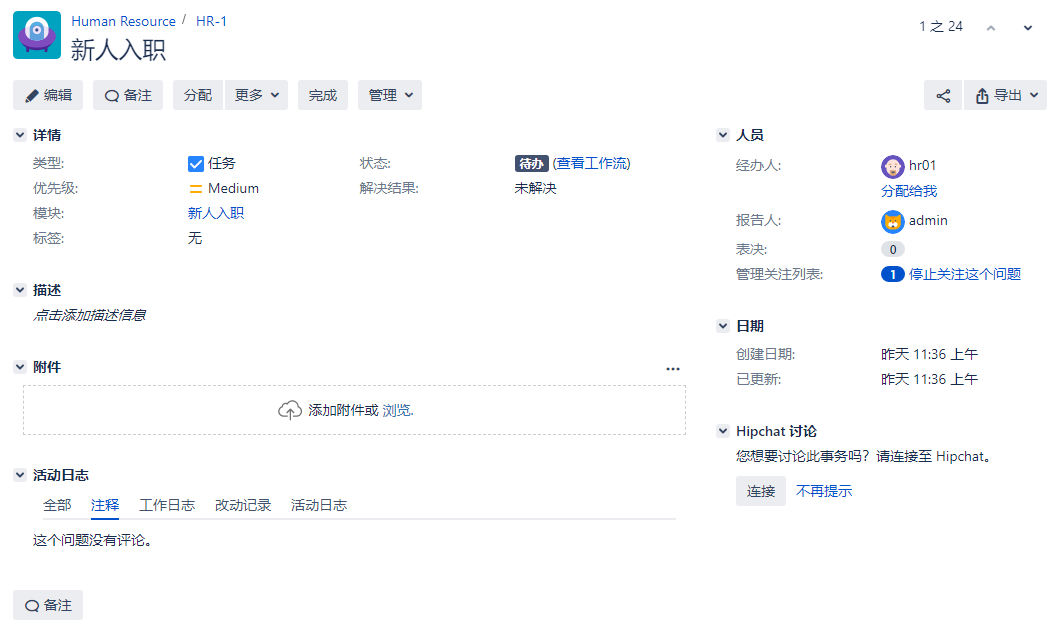 Human Resource / HR-1
新人入职
1 之 24
编辑 备注 分配 更多 完成 管理 导出
详情
类型: 任务 状态: 待办 (查看工作流)
优先级: Medium 解决结果: 未解决
模块: 新人入职
标签: 无
描述
点击添加描述信息
附件
添加附件或 浏览.
活动日志
全部 注释 工作日志 改动记录 活动日志
这个问题没有评论。
备注
人员
经办人: hr01
分配给我
报告人: admin
表决: 0
管理关注列表: 1 停止关注这个问题
日期
创建日期: 昨天 11:36 上午
已更新: 昨天 11:36 上午
Hipchat 讨论
您想要讨论此事务吗？请连接至 Hipchat。
连接 不再提示